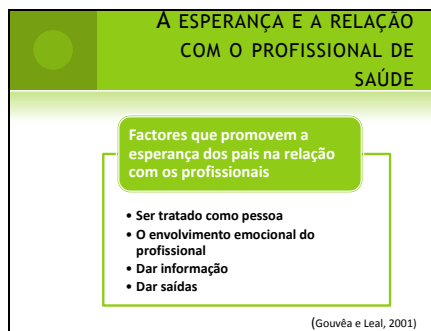 A ESPERANÇA E A RELAÇÃO
COM O PROFISSIONAL DE
SAÚDE
Factores que promovem a
esperança dos pais na relação
com os profissionais
• Ser tratado como pessoa
• O envolvimento emocional do
profissional
• Dar informação
• Dar saídas
(Gouvêa e Leal, 2001)